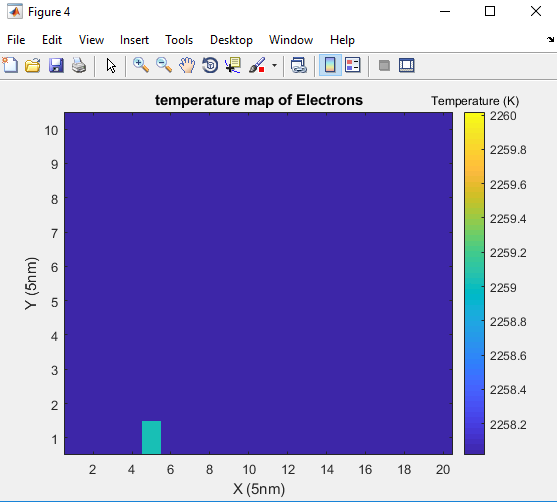 Figure 4
File Edit View Insert Tools Desktop Window Help
temperature map of Electrons
Temperature (K)
10
9
8
7
6
5
4
3
2
1
Y (5nm)
2 4 6 8 10 12 14 16 18 20
X (5nm)
2260
2259.8
2259.6
2259.4
2259.2
2259
2258.8
2258.6
2258.4
2258.2